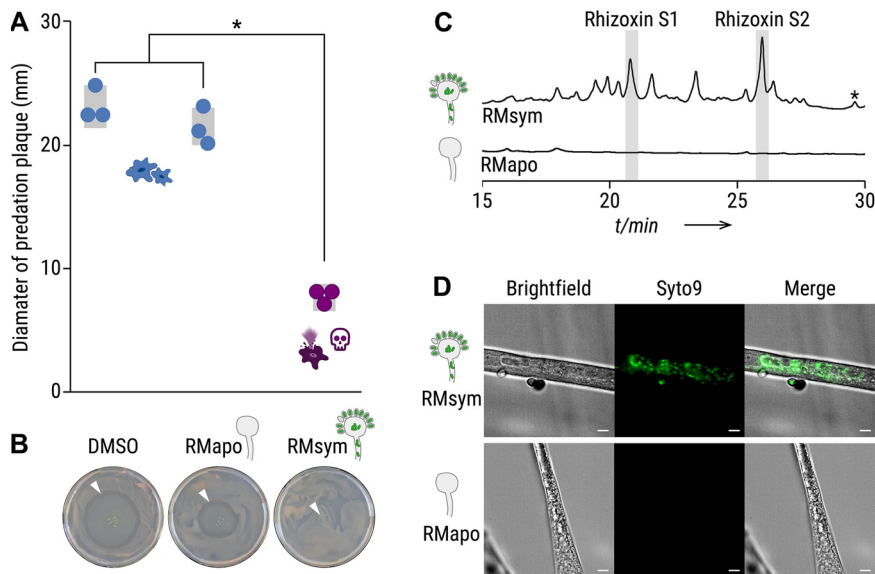 A
Diamater of predation plaque (mm)
30
20
10
0
*
B
DMSO
RMapo
RMsym
C
Rhizoxin S1
Rhizoxin S2
RMsym
*
RMapo
15
20
25
30
t/min
D
Brightfield
Syto9
Merge
RMsym
RMapo